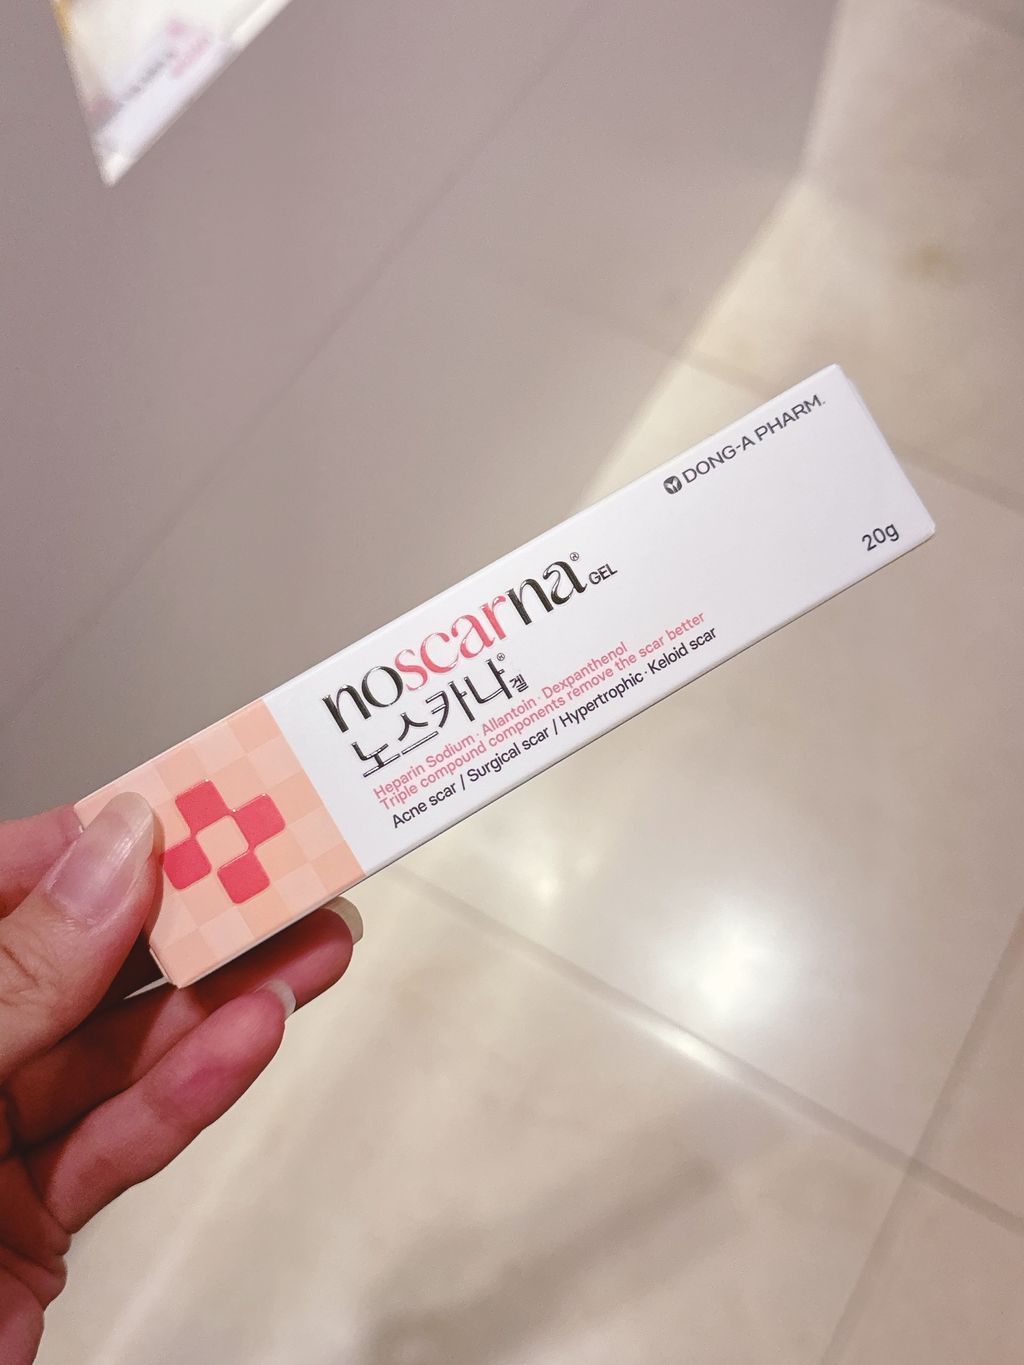 DONG-A PHARM.
noscarna® GEL
노스카나® 겔
Heparin Sodium · Allantoin · Dexpanthenol
Triple compound components remove the scar better
Acne scar / Surgical scar / Hypertrophic · Keloid scar
20g